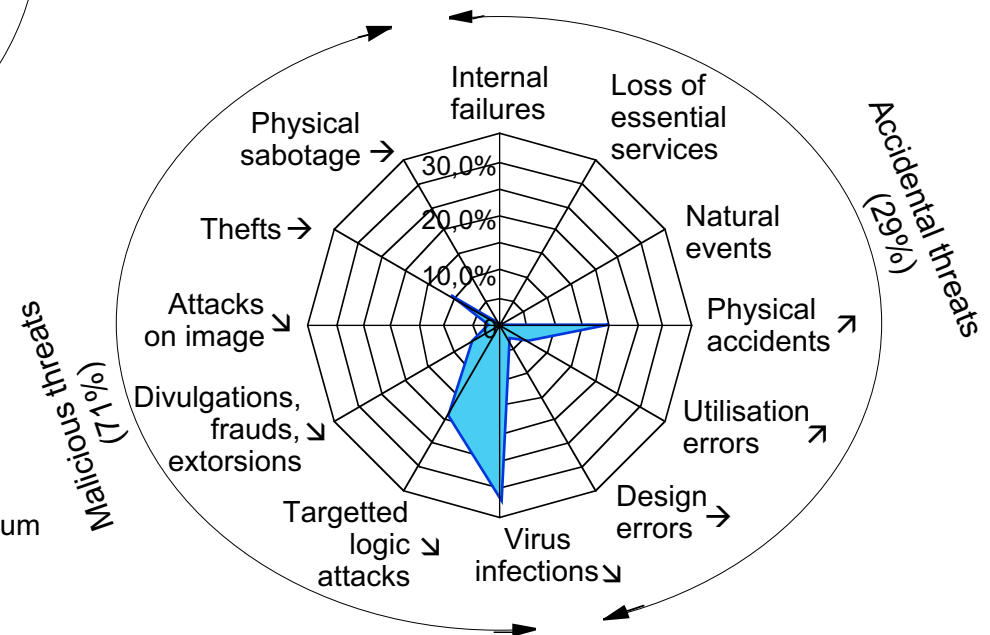 Internal
failures
Loss of
essential
services
Natural
events
Physical
accidents ↗
Utilisation
errors ↗
Design
errors →
Virus
infections ↘
Targetted
logic ↘
attacks
Divulgations,
frauds, ↘
extorsions
Attacks
on image ↘
Thefts →
Physical
sabotage →
30,0%
20,0%
10,0%
0
Accidental threats
(29%)
Malicious threats
(71%)
um